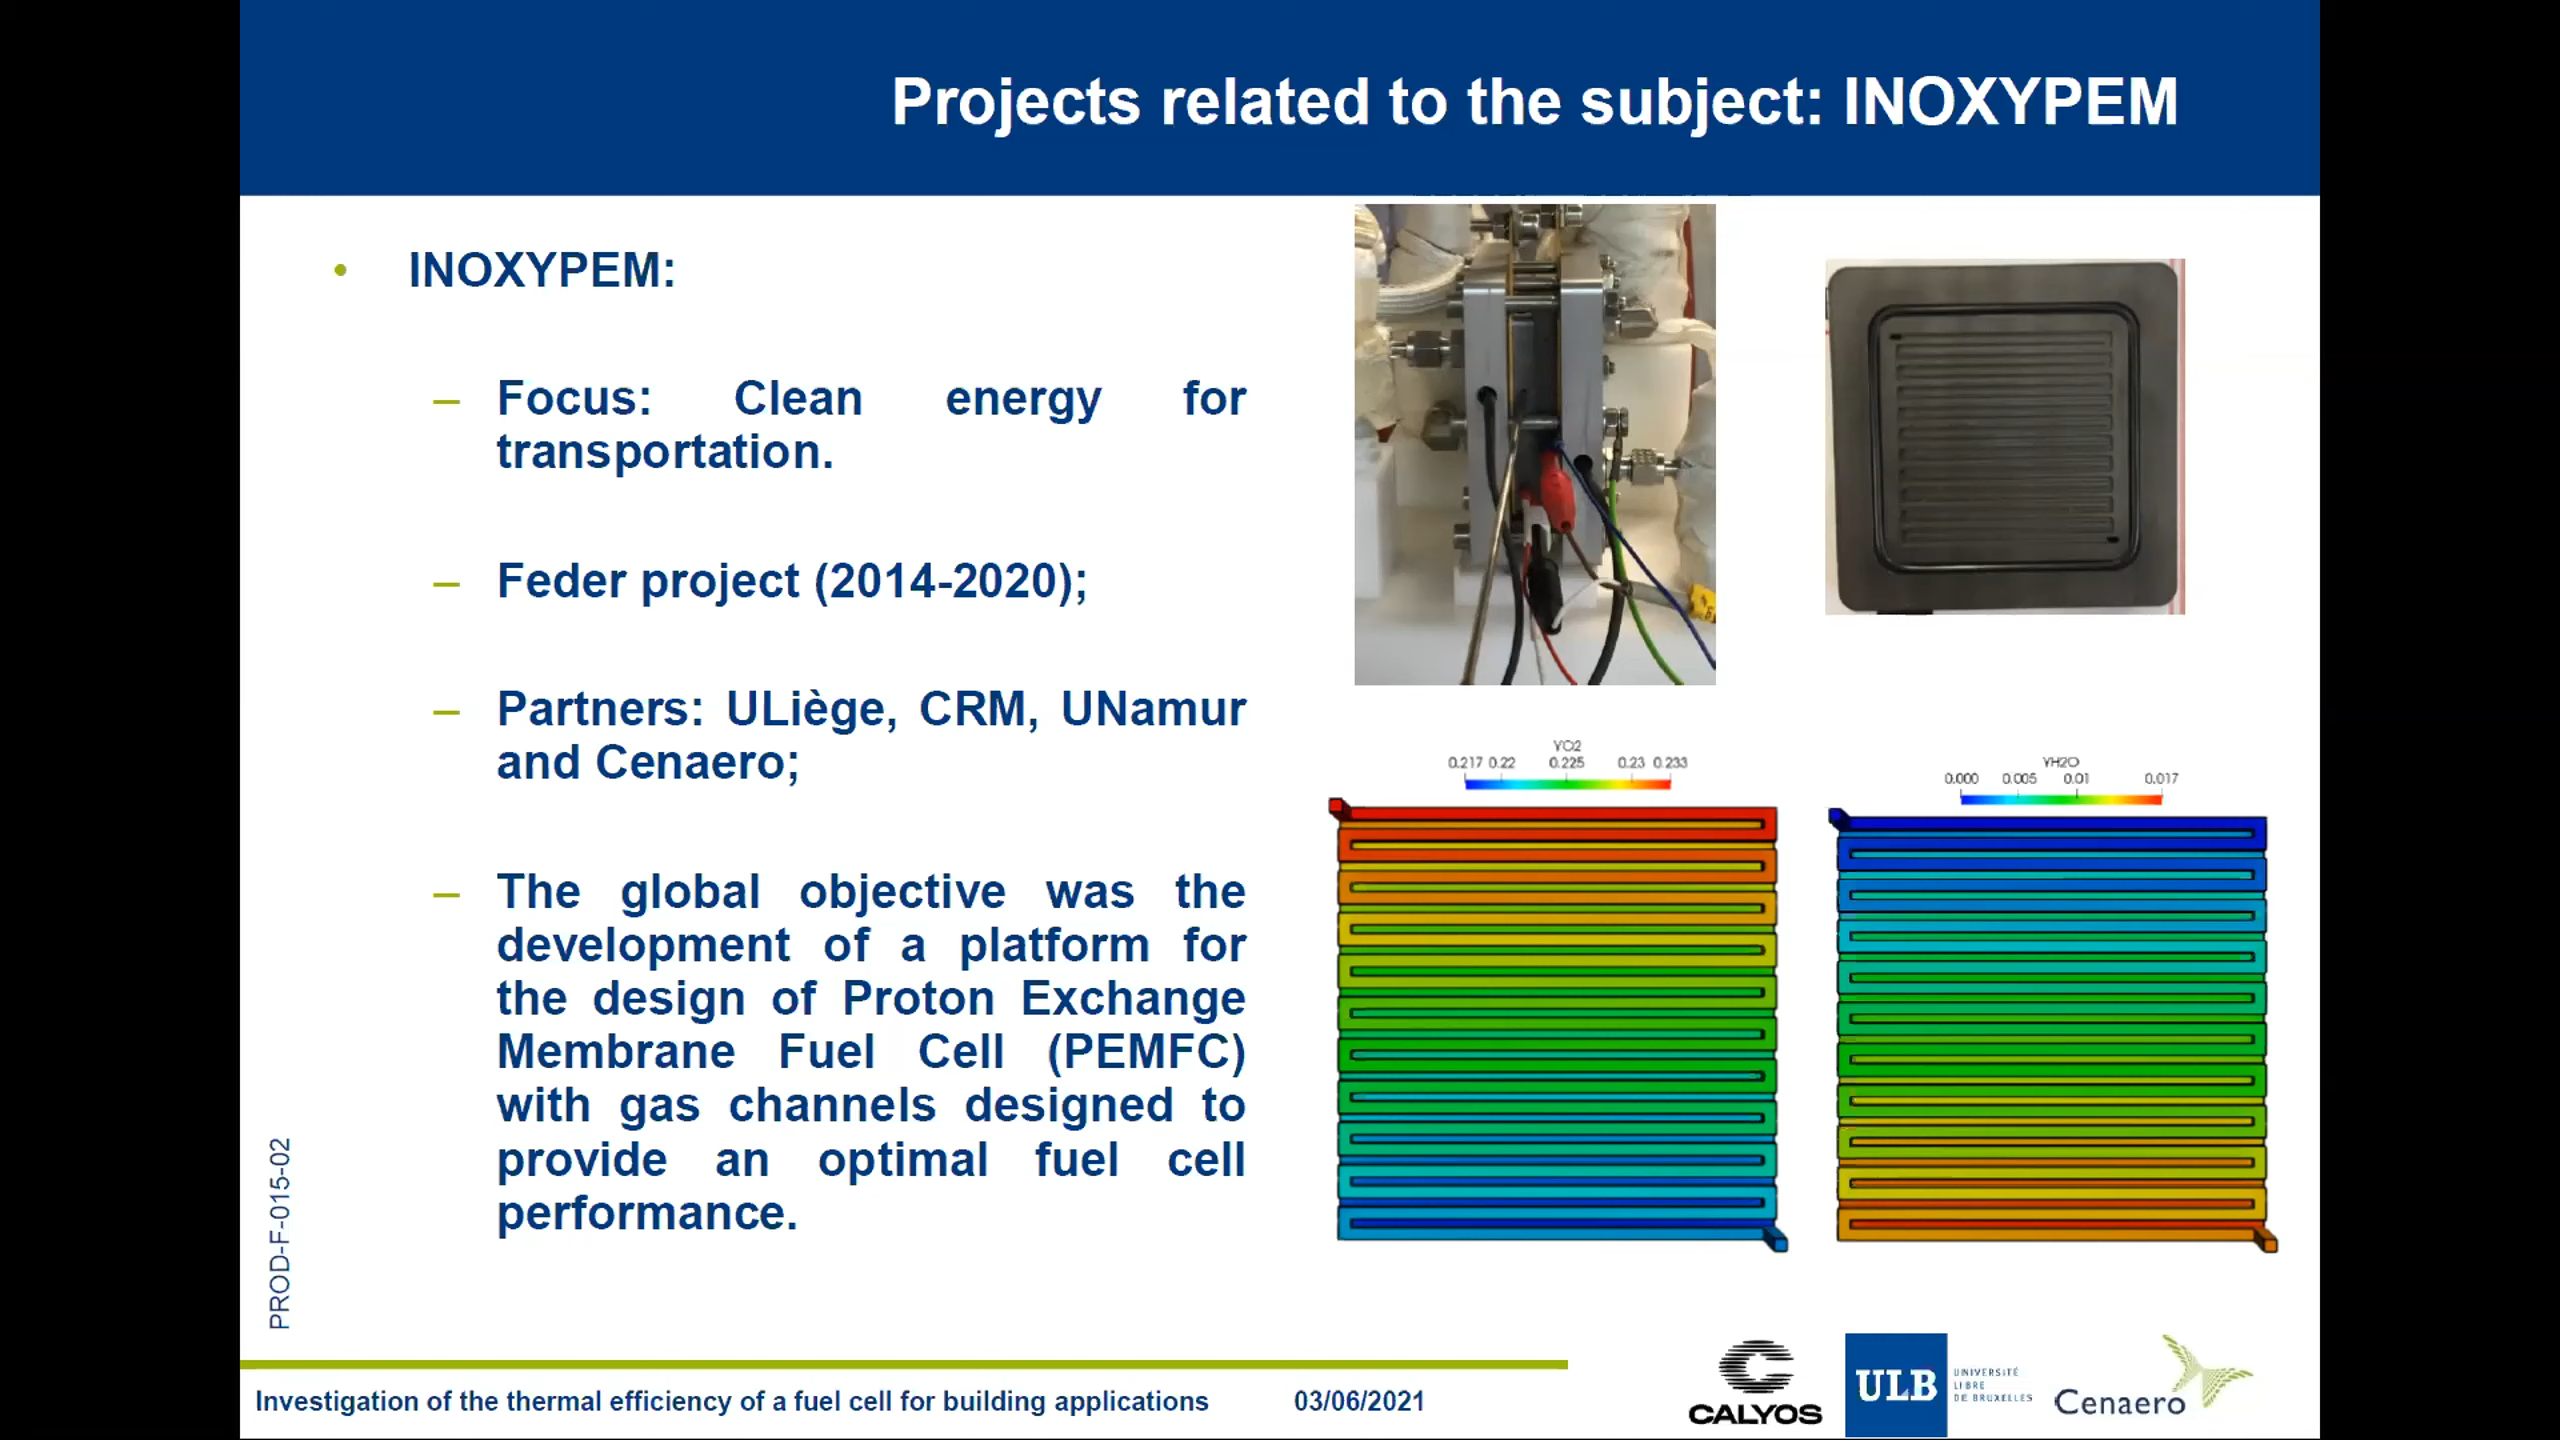 Projects related to the subject: INOXYPEM
• INOXYPEM:
– Focus: Clean energy for
transportation.
– Feder project (2014-2020);
– Partners: ULiège, CRM, UNamur
and Cenaero;
– The global objective was the
development of a platform for
the design of Proton Exchange
Membrane Fuel Cell (PEMFC)
with gas channels designed to
provide an optimal fuel cell
performance.
YO2
0.217 0.22 0.225 0.23 0.233
YH2O
0.000 0.005 0.01 0.017
PROD-F-015-02
Investigation of the thermal efficiency of a fuel cell for building applications 03/06/2021
CALYOS
ULB
UNIVERSITÉ
LIBRE
DE BRUXELLES
Cenaero